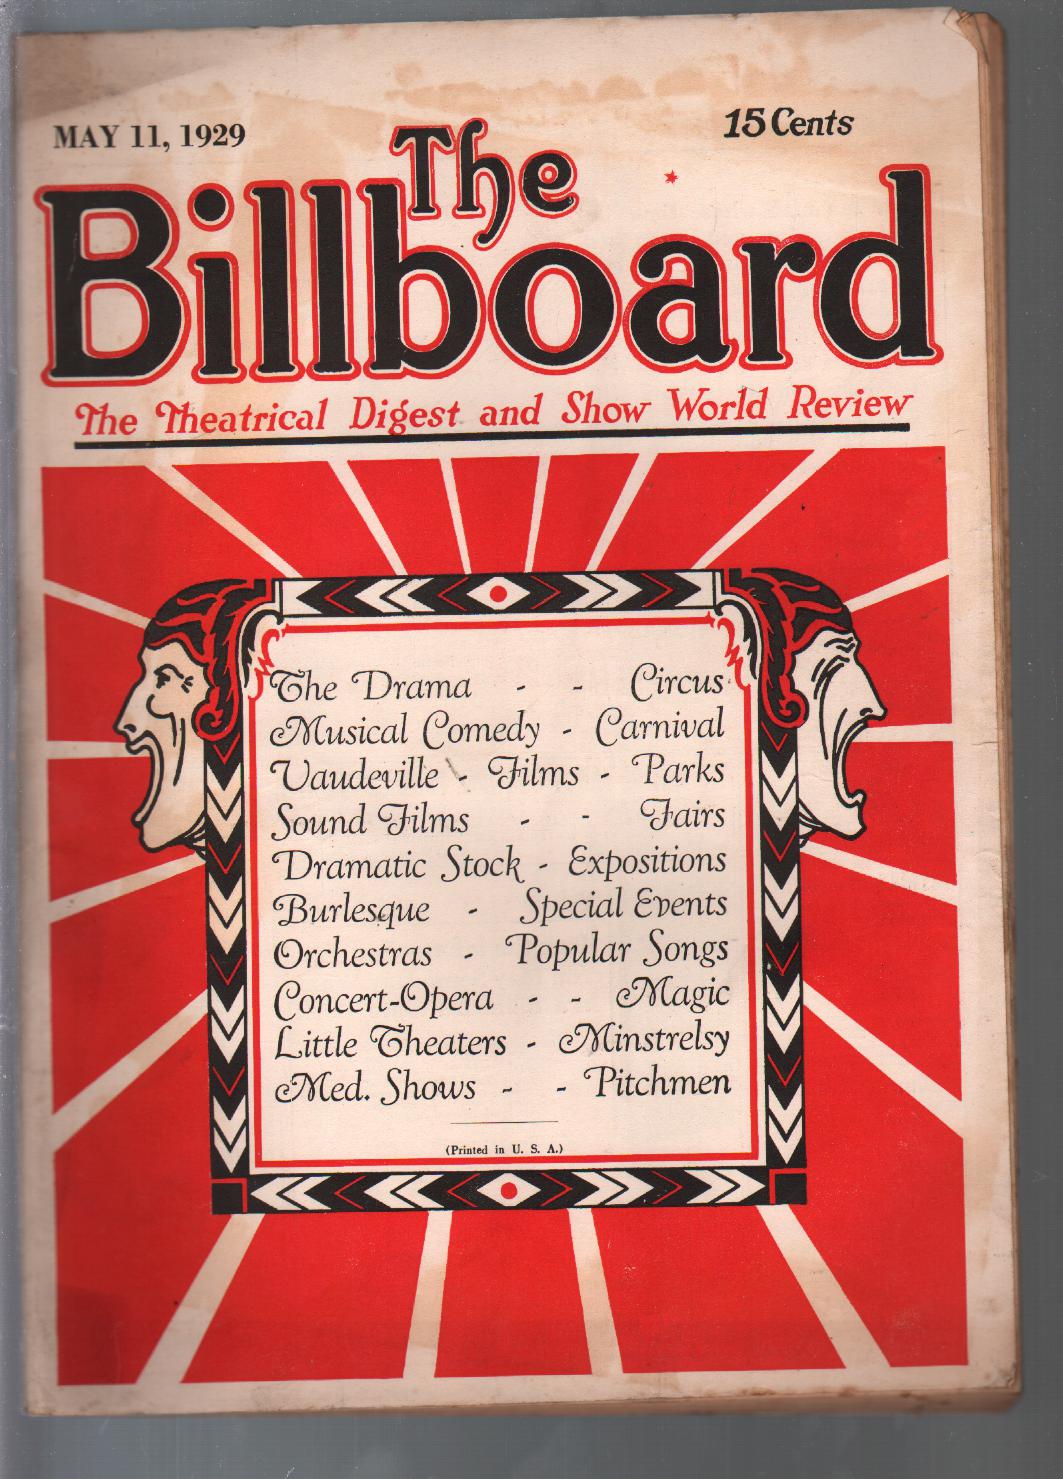 MAY 11, 1929
15 Cents
The
Billboard
The Theatrical Digest and Show World Review
The Drama - - Circus
Musical Comedy - Carnival
Vaudeville - Films - Parks
Sound Films - - Fairs
Dramatic Stock - Expositions
Burlesque - Special Events
Orchestras - Popular Songs
Concert-Opera - - Magic
Little Theaters - Minstrelsy
Med. Shows - - Pitchmen
(Printed in U. S. A.)